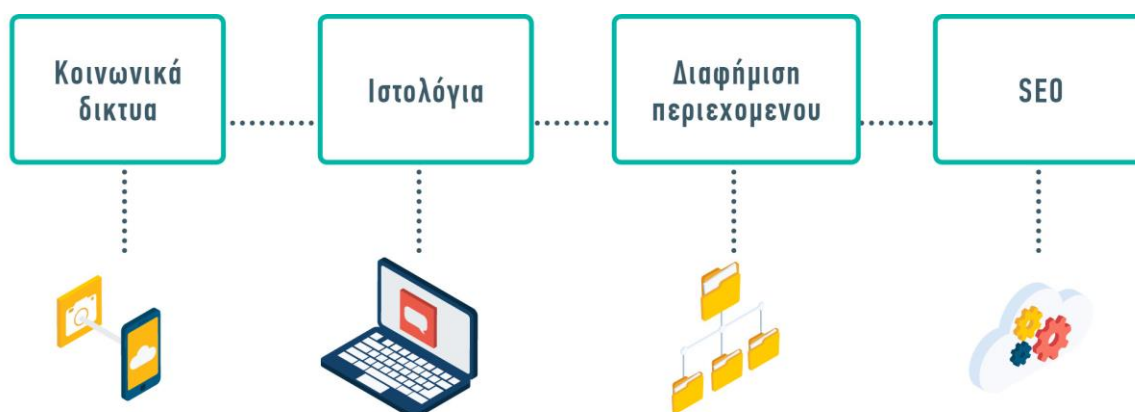 Κοινωνικά
δικτυα
Ιστολόγια
Διαφήμιση
περιεχομενου
SEO